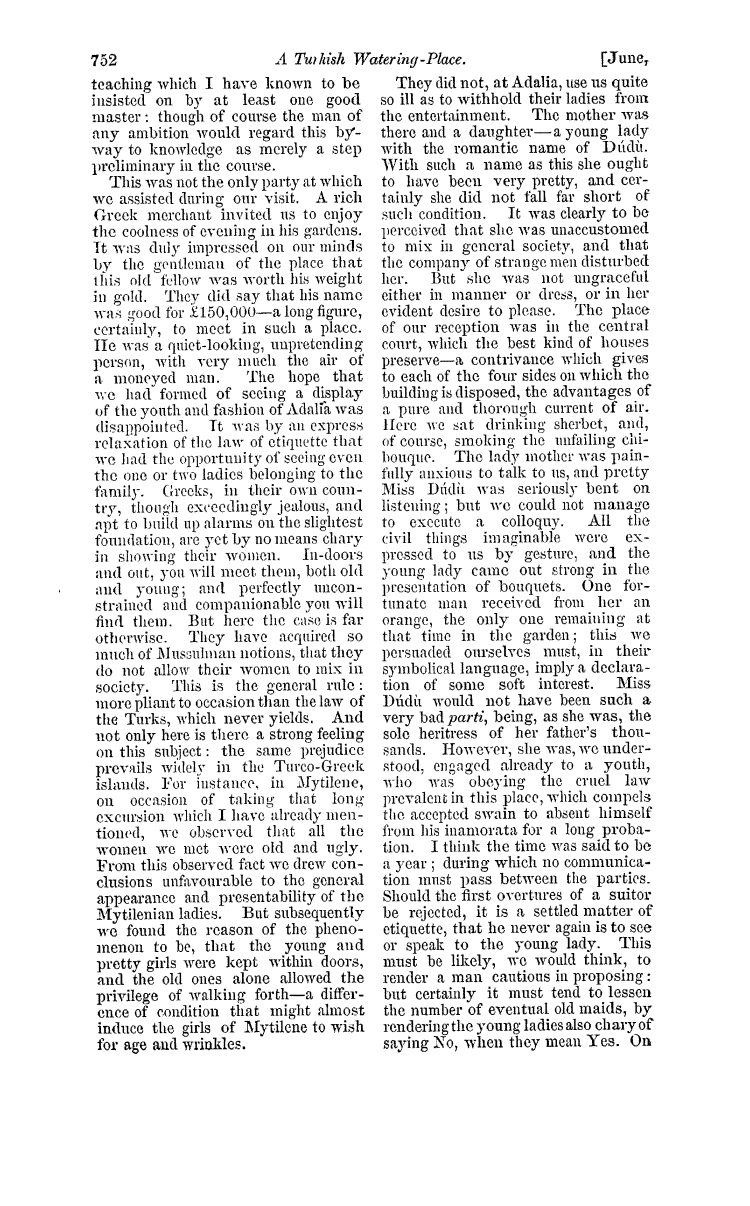 752 A Turkish Watering-Place. [June,
teaching which I have known to be
insisted on by at least one good
master: though of course the man of
any ambition would regard this by-
way to knowledge as merely a step
preliminary in the course.
This was not the only party at which
we assisted during our visit. A rich
Greek merchant invited us to enjoy
the coolness of evening in his gardens.
It was duly impressed on our minds
by the gentleman of the place that
this old fellow was worth his weight
in gold. They did say that his name
was good for £150,000—a long figure,
certainly, to meet in such a place.
He was a quiet-looking, unpretending
person, with very much the air of
a moneyed man. The hope that
we had formed of seeing a display
of the youth and fashion of Adalia was
disappointed. It was by an express
relaxation of the law of etiquette that
we had the opportunity of seeing even
the one or two ladies belonging to the
family. Greeks, in their own coun-
try, though exceedingly jealous, and
apt to build up alarms on the slightest
foundation, are yet by no means chary
in showing their women. In-doors
and out, you will meet them, both old
and young; and perfectly uncon-
strained and companionable you will
find them. But here the case is far
otherwise. They have acquired so
much of Mussulman notions, that they
do not allow their women to mix in
society. This is the general rule:
more pliant to occasion than the law of
the Turks, which never yields. And
not only here is there a strong feeling
on this subject: the same prejudice
prevails widely in the Turco-Greek
islands. For instance, in Mytilene,
on occasion of taking that long
excursion which I have already men-
tioned, we observed that all the
women we met were old and ugly.
From this observed fact we drew con-
clusions unfavourable to the general
appearance and presentability of the
Mytilenian ladies. But subsequently
we found the reason of the pheno-
menon to be, that the young and
pretty girls were kept within doors,
and the old ones alone allowed the
privilege of walking forth—a differ-
ence of condition that might almost
induce the girls of Mytilene to wish
for age and wrinkles.
They did not, at Adalia, use us quite
so ill as to withhold their ladies from
the entertainment. The mother was
there and a daughter—a young lady
with the romantic name of Dúdù.
With such a name as this she ought
to have been very pretty, and cer-
tainly she did not fall far short of
such condition. It was clearly to be
perceived that she was unaccustomed
to mix in general society, and that
the company of strange men disturbed
her. But she was not ungraceful
either in manner or dress, or in her
evident desire to please. The place
of our reception was in the central
court, which the best kind of houses
preserve—a contrivance which gives
to each of the four sides on which the
building is disposed, the advantages of
a pure and thorough current of air.
Here we sat drinking sherbet, and,
of course, smoking the unfailing chi-
bouque. The lady mother was pain-
fully anxious to talk to us, and pretty
Miss Dúdù was seriously bent on
listening; but we could not manage
to execute a colloquy. All the
civil things imaginable were ex-
pressed to us by gesture, and the
young lady came out strong in the
presentation of bouquets. One for-
tunate man received from her an
orange, the only one remaining at
that time in the garden; this we
persuaded ourselves must, in their
symbolical language, imply a declara-
tion of some soft interest. Miss
Dúdù would not have been such a
very bad parti, being, as she was, the
sole heritress of her father's thou-
sands. However, she was, we under-
stood, engaged already to a youth,
who was obeying the cruel law
prevalent in this place, which compels
the accepted swain to absent himself
from his inamorata for a long proba-
tion. I think the time was said to be
a year; during which no communica-
tion must pass between the parties.
Should the first overtures of a suitor
be rejected, it is a settled matter of
etiquette, that he never again is to see
or speak to the young lady. This
must be likely, we would think, to
render a man cautious in proposing:
but certainly it must tend to lessen
the number of eventual old maids, by
rendering the young ladies also chary of
saying No, when they mean Yes. On